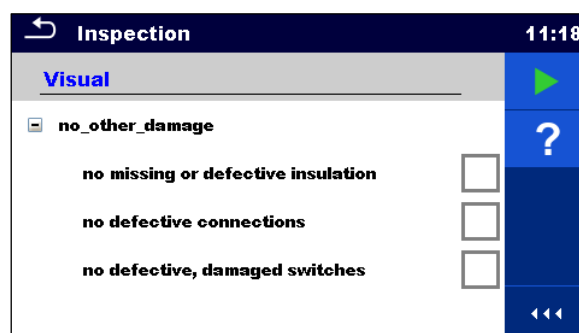 Inspection 11:18
Visual
no_other_damage
no missing or defective insulation
no defective connections
no defective, damaged switches
?